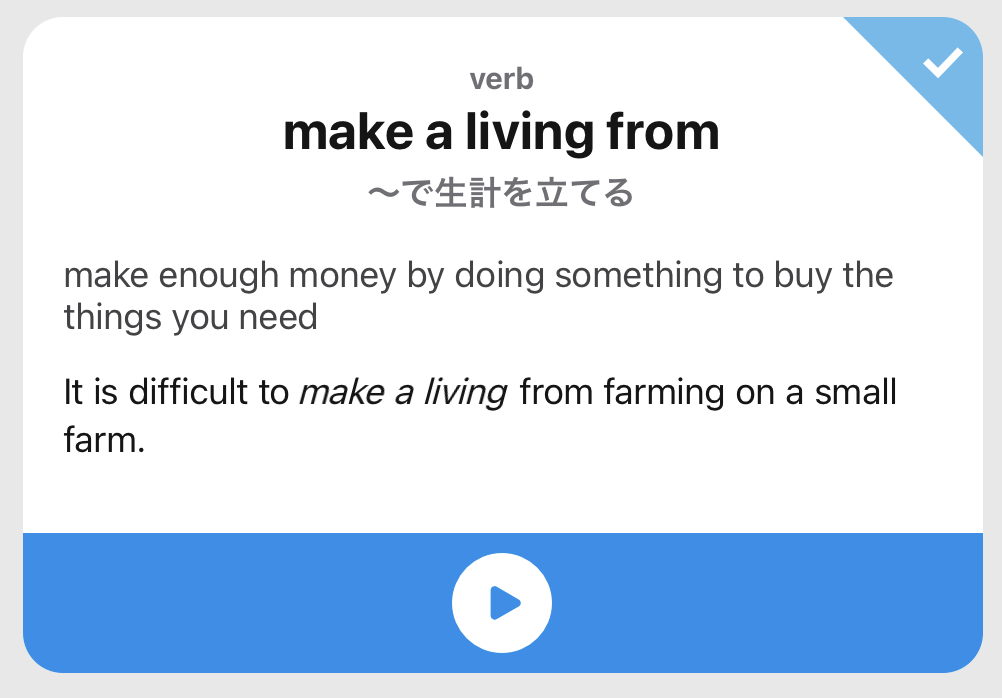 verb
make a living from
〜で生計を立てる
make enough money by doing something to buy the
things you need
It is difficult to make a living from farming on a small
farm.